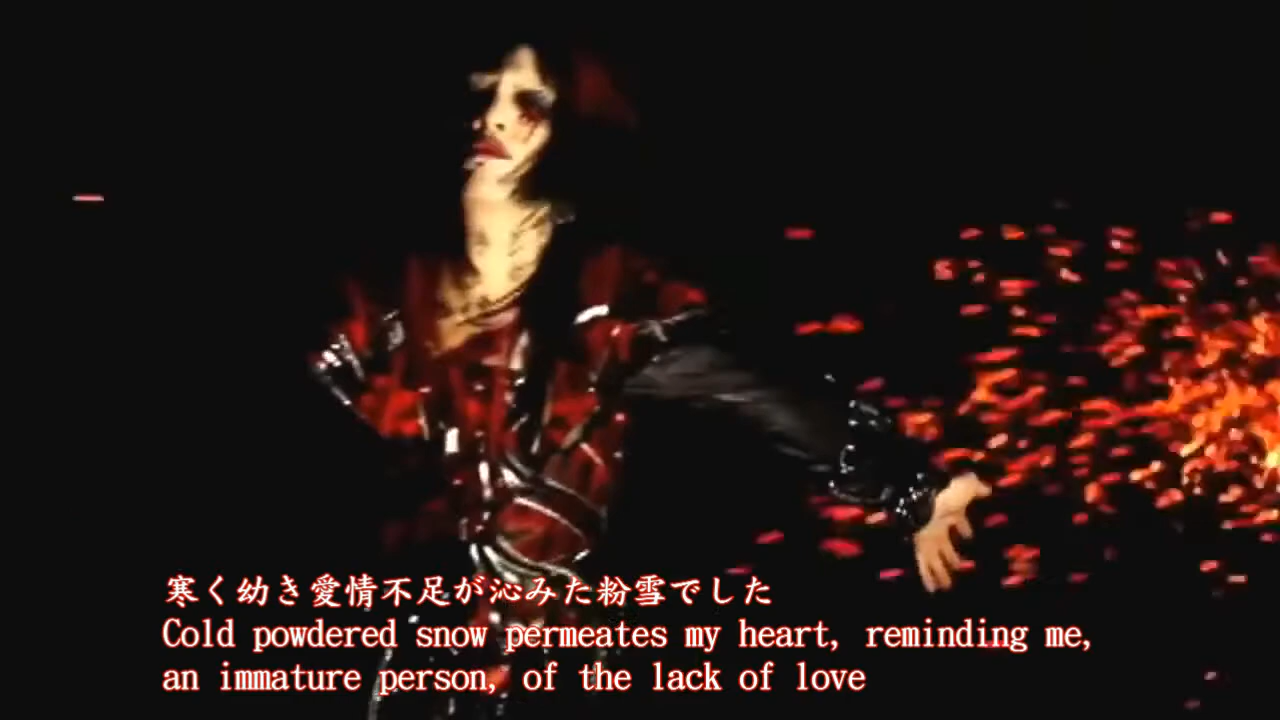 寒く幼き愛情不足が沁みた粉雪でした
Cold powdered snow permeates my heart, reminding me,
an immature person, of the lack of love